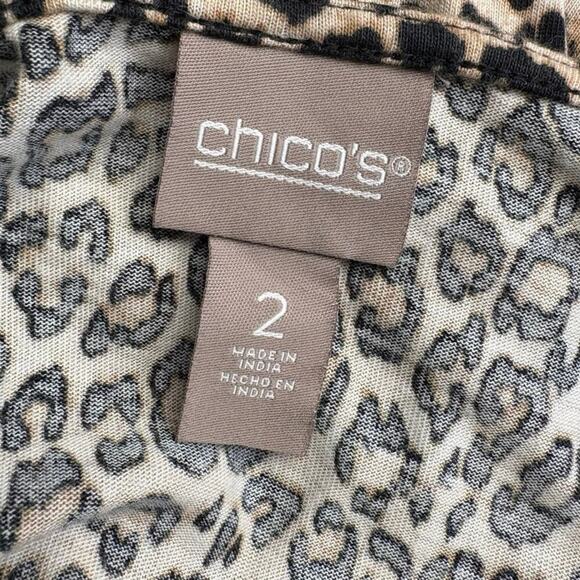 chico's®
2
MADE IN
INDIA
HECHO EN
INDIA